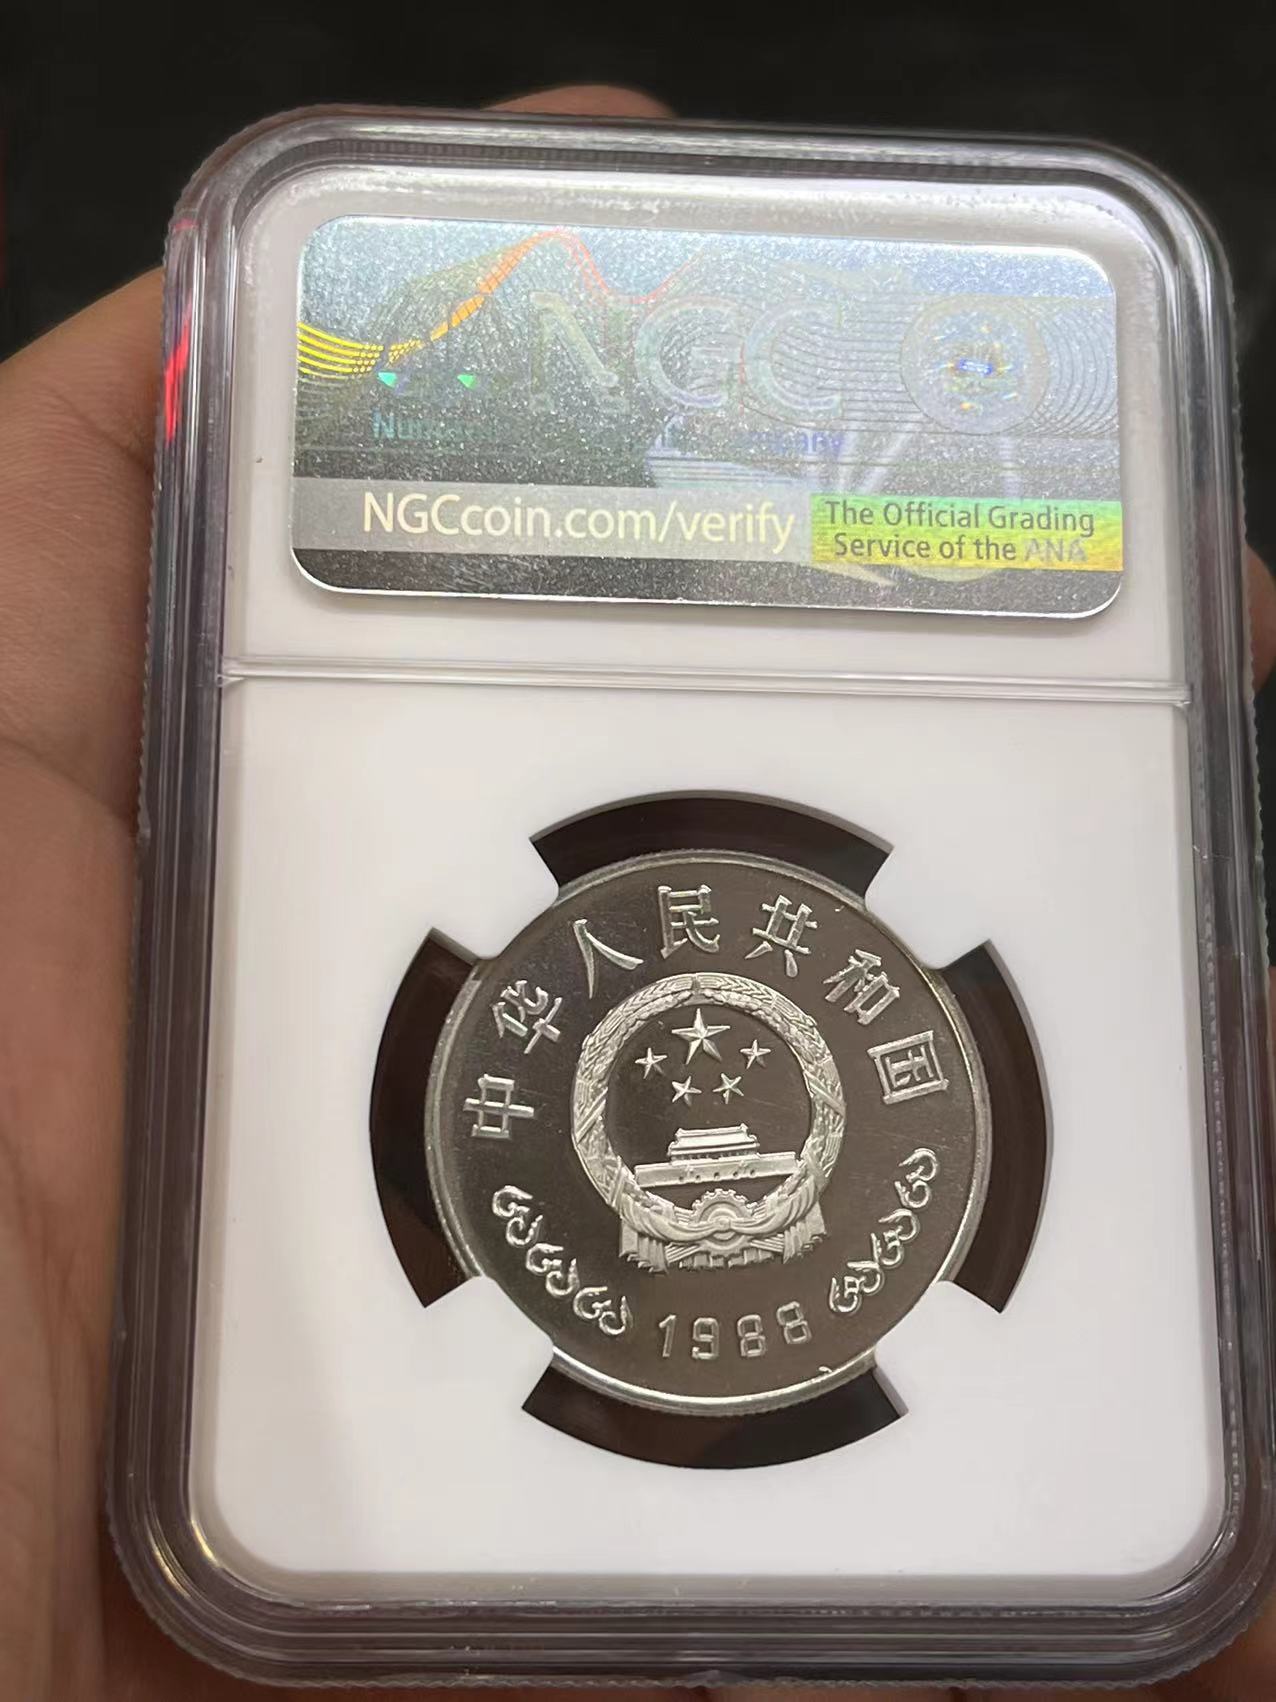 NGC
NGCcoin.com/verify
The Official Grading
Service of the ANA
中华人民共和国
1988